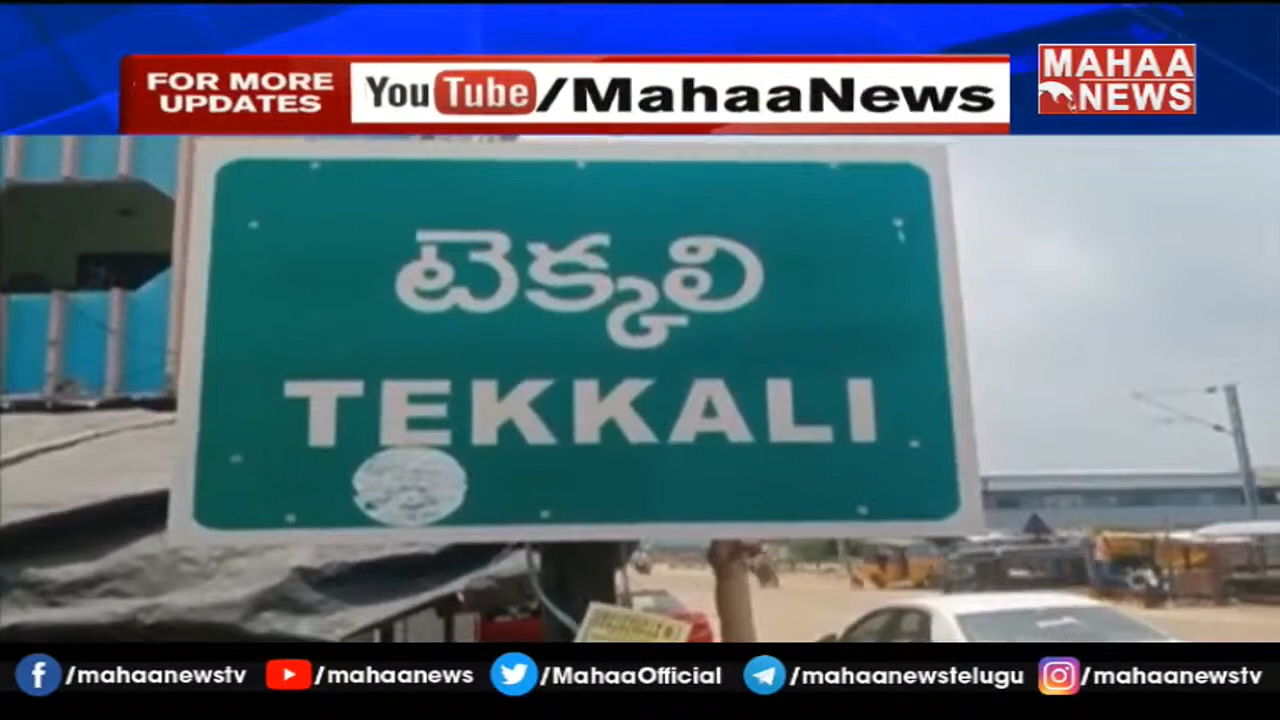 FOR MORE
UPDATES
YouTube/MahaaNews
MAHAA
NEWS
టెక్కలి
TEKKALI
/mahaanewstv
/mahaanews
/MahaaOfficial
/mahaanewstelugu
/mahaanewstv